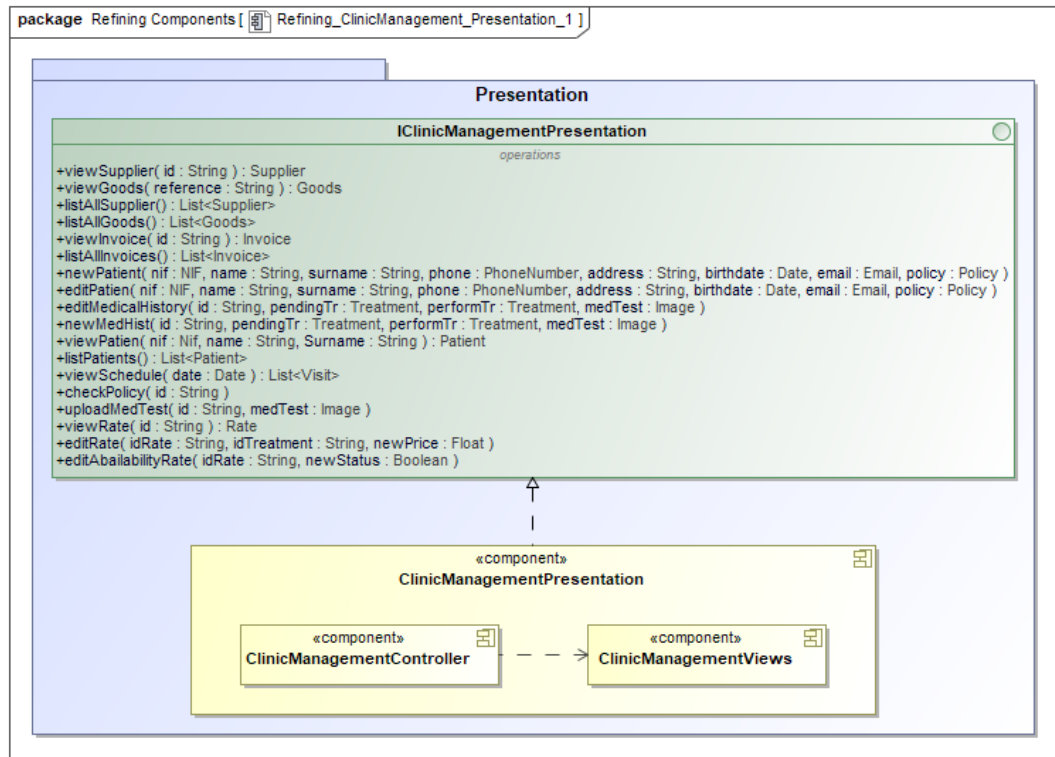 package Refining Components [ Refining_ClinicManagement_Presentation_1 ]
Presentation
IClinicManagementPresentation
operations
+viewSupplier( id : String ) : Supplier
+viewGoods( reference : String ) : Goods
+listAllSupplier() : List<Supplier>
+listAllGoods() : List<Goods>
+viewInvoice( id : String ) : Invoice
+listAllInvoices() : List<Invoice>
+newPatient( nif : NIF, name : String, surname : String, phone : PhoneNumber, address : String, birthdate : Date, email : Email, policy : Policy )
+editPatien( nif : NIF, name : String, surname : String, phone : PhoneNumber, address : String, birthdate : Date, email : Email, policy : Policy )
+editMedicalHistory( id : String, pendingTr : Treatment, performTr : Treatment, medTest : Image )
+newMedHist( id : String, pendingTr : Treatment, performTr : Treatment, medTest : Image )
+viewPatien( nif : Nif, name : String, Surname : String ) : Patient
+listPatients() : List<Patient>
+viewSchedule( date : Date ) : List<Visit>
+checkPolicy( id : String )
+uploadMedTest( id : String, medTest : Image )
+viewRate( id : String ) : Rate
+editRate( idRate : String, idTreatment : String, newPrice : Float )
+editAbailabilityRate( idRate : String, newStatus : Boolean )
«component»
ClinicManagementPresentation
«component»
ClinicManagementController
«component»
ClinicManagementViews